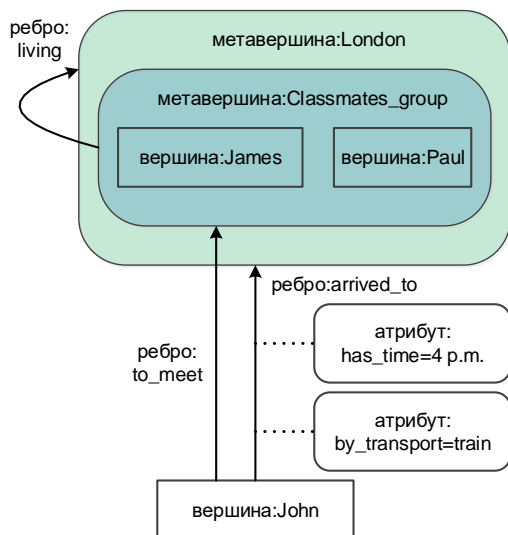 ребро:
living
метавершина:London
метавершина:Classmates_group
вершина:James
вершина:Paul
ребро:arrived_to
ребро:
to_meet
атрибут:
has_time=4 p.m.
атрибут:
by_transport=train
вершина:John